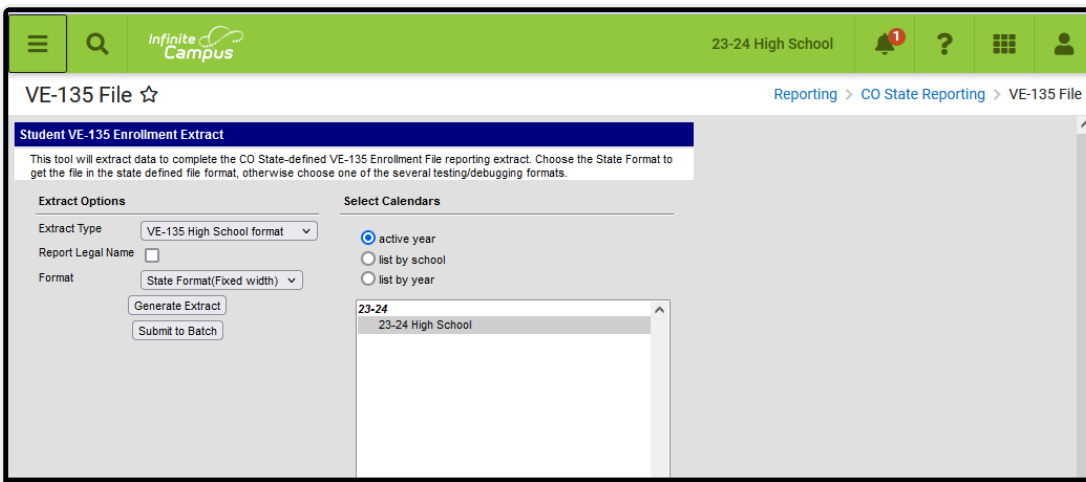 Infinite Campus
23-24 High School
1
?
VE-135 File ☆
Reporting > CO State Reporting > VE-135 File
Student VE-135 Enrollment Extract
This tool will extract data to complete the CO State-defined VE-135 Enrollment File reporting extract. Choose the State Format to
get the file in the state defined file format, otherwise choose one of the several testing/debugging formats.
Extract Options
Extract Type VE-135 High School format
Report Legal Name
Format State Format(Fixed width)
Generate Extract
Submit to Batch
Select Calendars
active year
list by school
list by year
23-24
23-24 High School